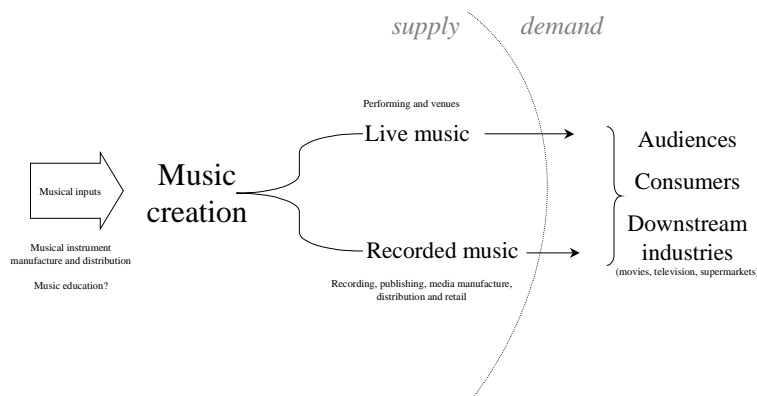 supply demand
Performing and venues
Live music
Musical inputs
Music
creation
Musical instrument
manufacture and distribution
Music education?
Recorded music
Recording, publishing, media manufacture,
distribution and retail
Audiences
Consumers
Downstream
industries
(movies, television, supermarkets)